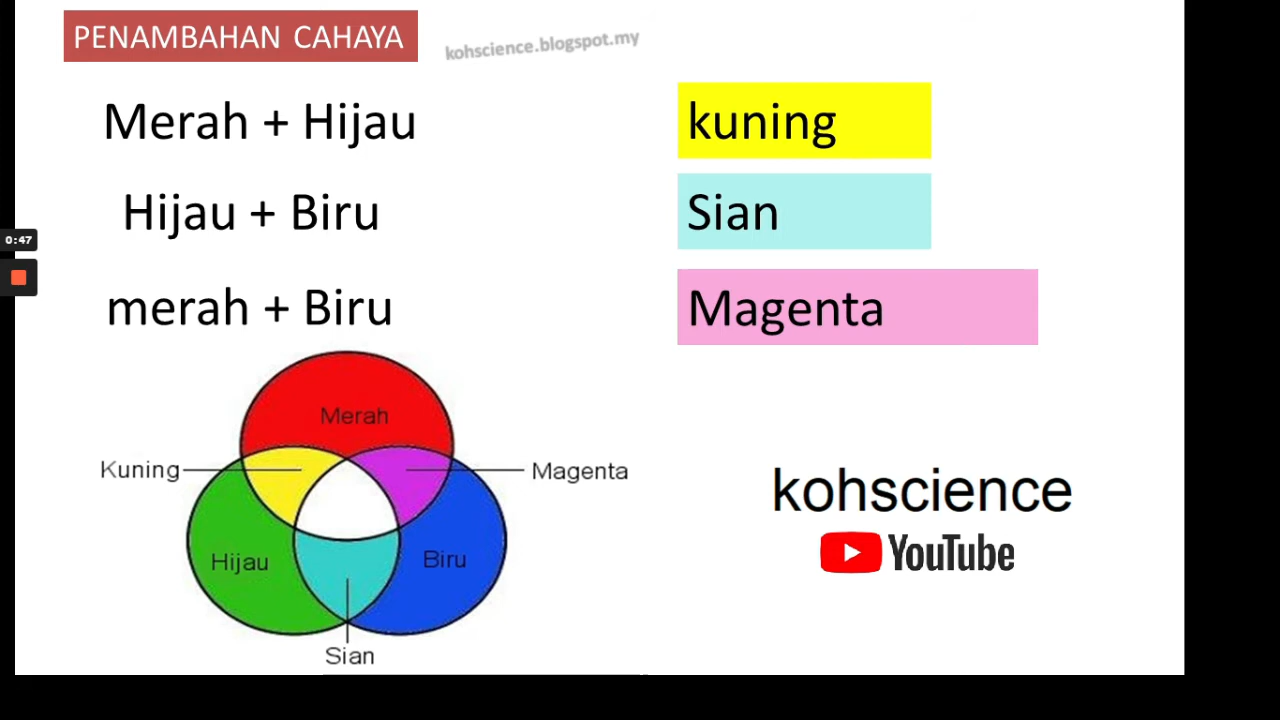 PENAMBAHAN CAHAYA
kohscience.blogspot.my
Merah + Hijau
kuning
Hijau + Biru
Sian
0:47
merah + Biru
Magenta
Merah
Kuning
Magenta
Hijau
Biru
Sian
kohscience
YouTube